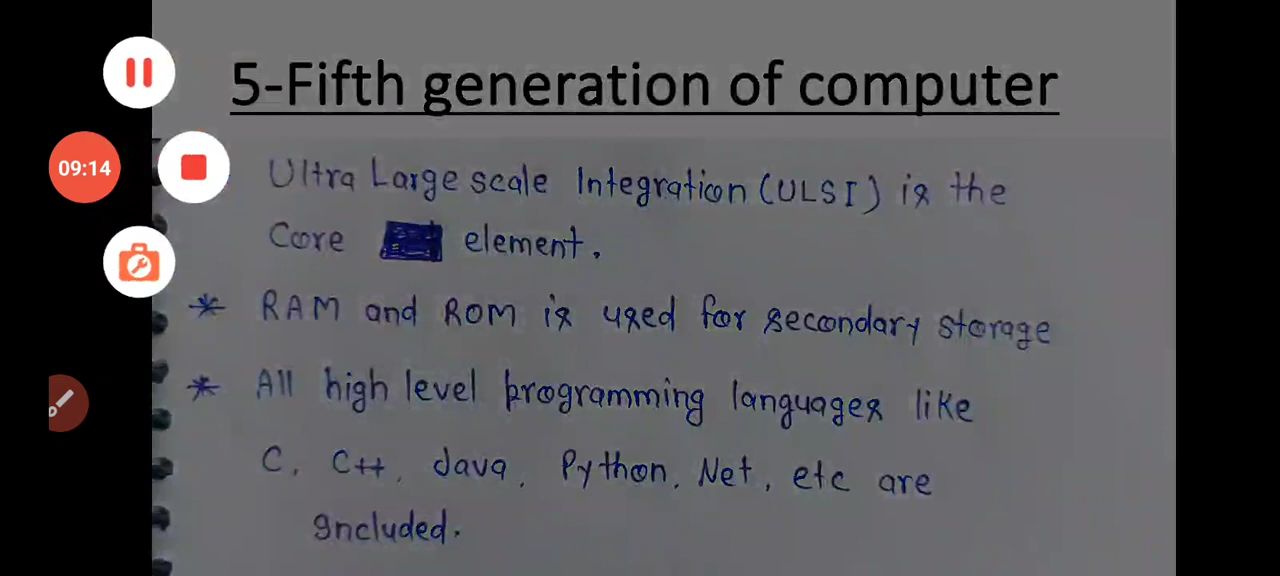 5-Fifth generation of computer
09:14
Ultra Large scale Integration (ULSI) is the
Core element.
* RAM and ROM is used for secondary storage
* All high level programming languages like
C, C++, Java, Python, Net, etc are
Included.